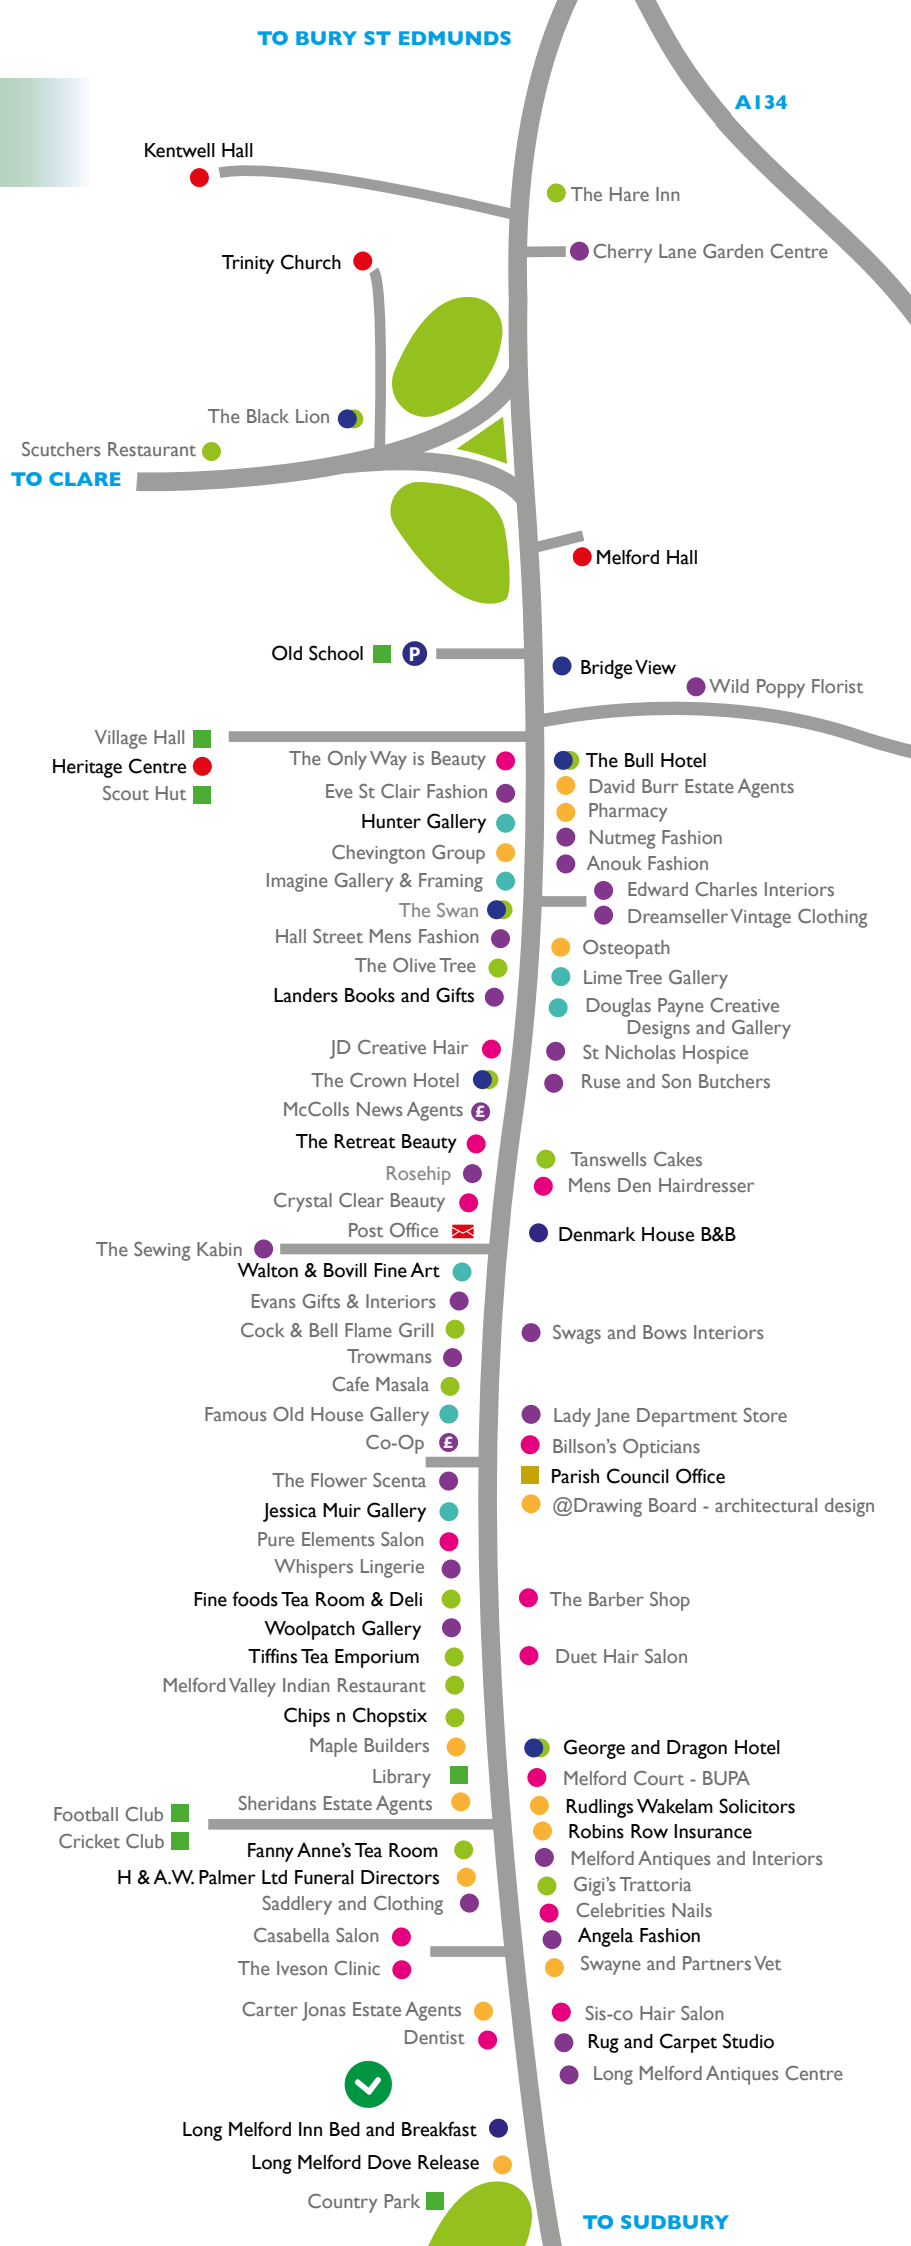 TO BURY ST EDMUNDS
A134
Kentwell Hall
The Hare Inn
Cherry Lane Garden Centre
Trinity Church
The Black Lion
Scutchers Restaurant
TO CLARE
Melford Hall
Old School
P
Bridge View
Wild Poppy Florist
Village Hall
Heritage Centre
Scout Hut
The Only Way is Beauty
Eve St Clair Fashion
Hunter Gallery
Chevington Group
Imagine Gallery & Framing
The Swan
Hall Street Mens Fashion
The Olive Tree
Landers Books and Gifts
JD Creative Hair
The Crown Hotel
McColls News Agents
£
The Retreat Beauty
Rosehip
Crystal Clear Beauty
Post Office
The Sewing Kabin
Walton & Bovill Fine Art
Evans Gifts & Interiors
Cock & Bell Flame Grill
Trowmans
Cafe Masala
Famous Old House Gallery
Co-Op
£
The Flower Scenta
Jessica Muir Gallery
Pure Elements Salon
Whispers Lingerie
Fine foods Tea Room & Deli
Woolpatch Gallery
Tiffins Tea Emporium
Melford Valley Indian Restaurant
Chips n Chopstix
Maple Builders
Library
Sheridans Estate Agents
Football Club
Cricket Club
Fanny Anne's Tea Room
H & A.W. Palmer Ltd Funeral Directors
Saddlery and Clothing
Casabella Salon
The Iveson Clinic
Carter Jonas Estate Agents
Dentist
Long Melford Inn Bed and Breakfast
Long Melford Dove Release
Country Park
The Bull Hotel
David Burr Estate Agents
Pharmacy
Nutmeg Fashion
Anouk Fashion
Edward Charles Interiors
Dreamseller Vintage Clothing
Osteopath
Lime Tree Gallery
Douglas Payne Creative
Designs and Gallery
St Nicholas Hospice
Ruse and Son Butchers
Tanswells Cakes
Mens Den Hairdresser
Denmark House B&B
Swags and Bows Interiors
Lady Jane Department Store
Billson's Opticians
Parish Council Office
@Drawing Board - architectural design
The Barber Shop
Duet Hair Salon
George and Dragon Hotel
Melford Court - BUPA
Rudlings Wakelam Solicitors
Robins Row Insurance
Melford Antiques and Interiors
Gigi's Trattoria
Celebrities Nails
Angela Fashion
Swayne and Partners Vet
Sis-co Hair Salon
Rug and Carpet Studio
Long Melford Antiques Centre
TO SUDBURY